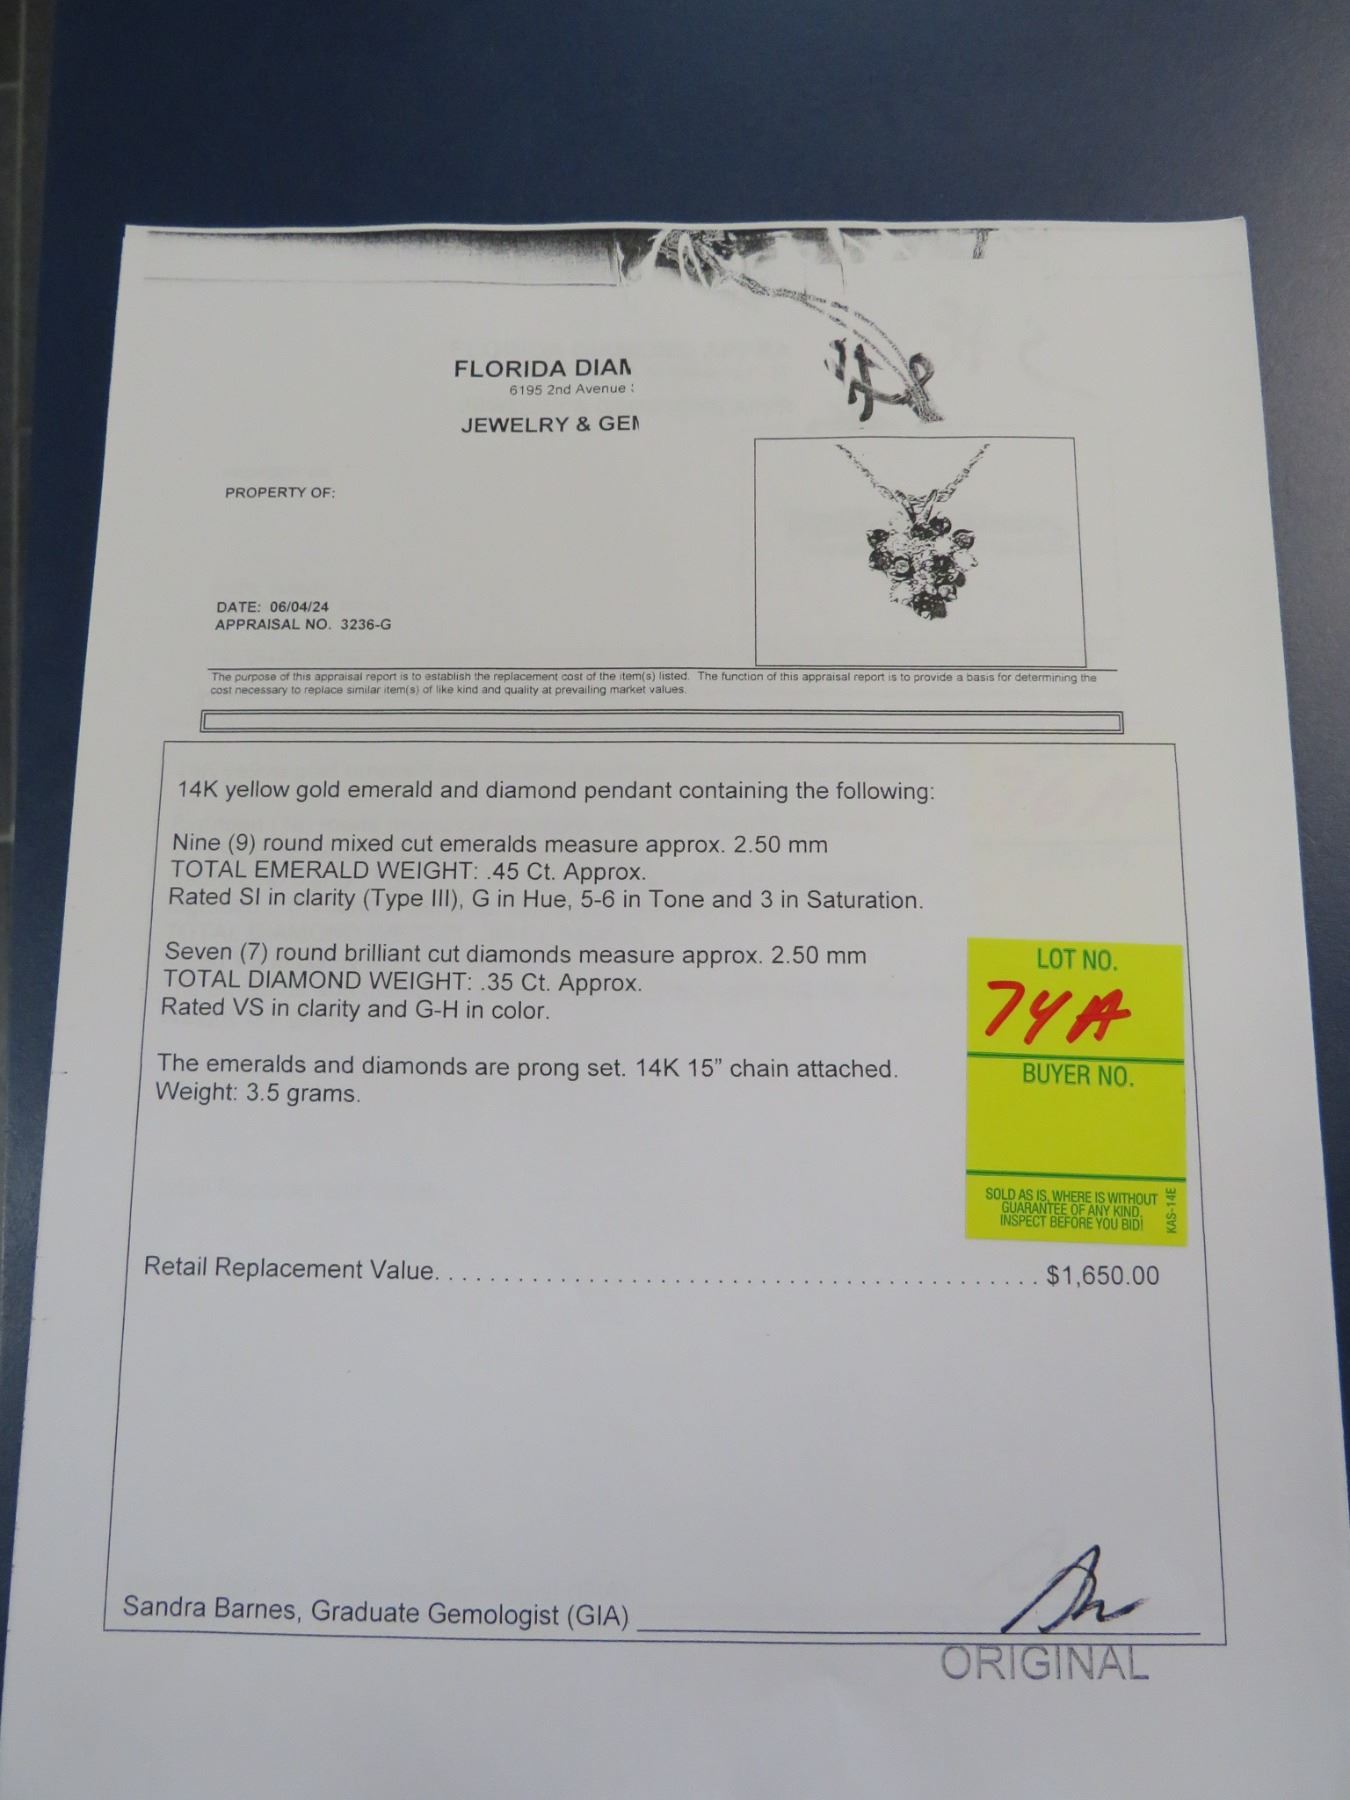 FLORIDA DIAM
6195 2nd Avenue
JEWELRY & GEM
PROPERTY OF:
DATE: 06/04/24
APPRAISAL NO. 3236-G
The purpose of this appraisal report is to establish the replacement cost of the item(s) listed. The function of this appraisal report is to provide a basis for determining the
cost necessary to replace similar item(s) of like kind and quality at prevailing market values.
14K yellow gold emerald and diamond pendant containing the following:
Nine (9) round mixed cut emeralds measure approx. 2.50 mm
TOTAL EMERALD WEIGHT: .45 Ct. Approx.
Rated SI in clarity (Type III), G in Hue, 5-6 in Tone and 3 in Saturation.
Seven (7) round brilliant cut diamonds measure approx. 2.50 mm
TOTAL DIAMOND WEIGHT: .35 Ct. Approx.
Rated VS in clarity and G-H in color.
The emeralds and diamonds are prong set. 14K 15” chain attached.
Weight: 3.5 grams.
LOT NO.
74A
BUYER NO.
SOLD AS IS, WHERE IS WITHOUT
GUARANTEE OF ANY KIND.
INSPECT BEFORE YOU BID!
KAS-14E
Retail Replacement Value. . . . . . . . . . . . . . . . . . . . . . . . . . . . . . . . . . . . . . . . . . . . $1,650.00
Sandra Barnes, Graduate Gemologist (GIA)
ORIGINAL